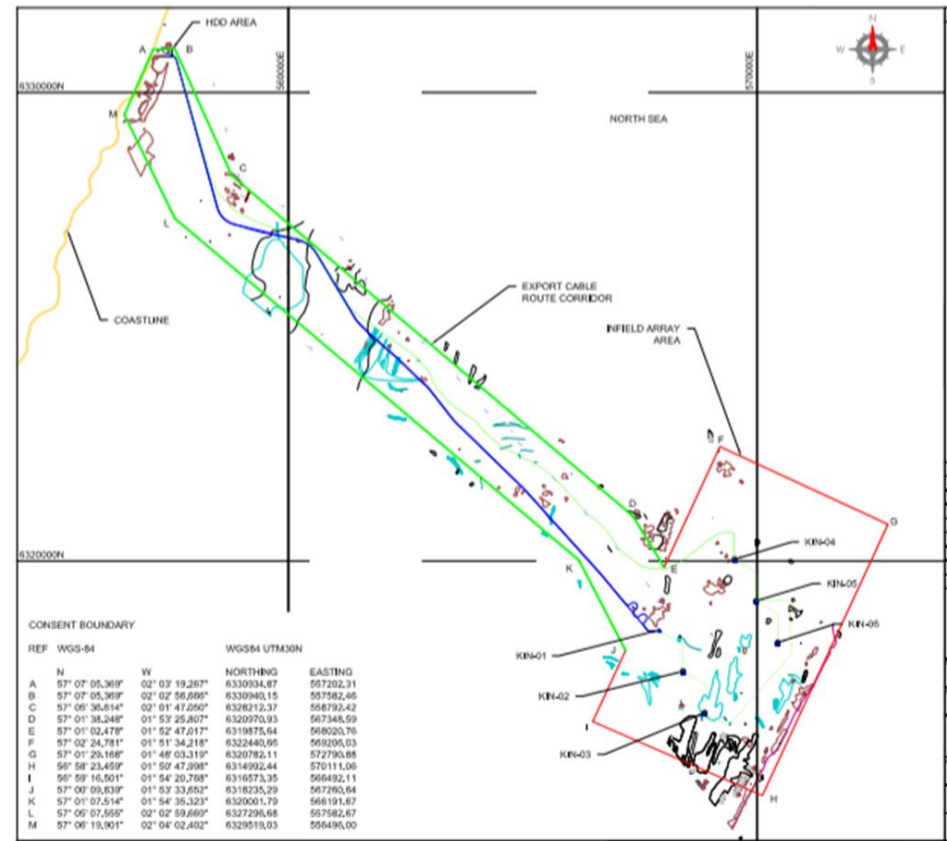 HDD AREA
A
B
560000E
570000E
N
W
E
S
6330000N
M
NORTH SEA
C
L
EXPORT CABLE
ROUTE CORRIDOR
COASTLINE
INFIELD ARRAY
AREA
F
D
G
6320000N
E
K
KIN-04
KIN-05
KIN-06
KIN-01
J
KIN-02
I
KIN-03
H
CONSENT BOUNDARY
REF WGS-84 WGS84 UTM30N
N W NORTHING EASTING
A 57° 07' 05,369" 02° 03' 19,267" 6330934,87 557202,31
B 57° 07' 05,369" 02° 02' 56,666" 6330940,15 557582,46
C 57° 05' 36,614" 02° 01' 47,050" 6328212,37 558792,42
D 57° 01' 38,248" 01° 53' 25,807" 6320970,93 567348,59
E 57° 01' 02,478" 01° 52' 47,017" 6319875,64 568020,76
F 57° 02' 24,781" 01° 51' 34,218" 6322440,66 569206,03
G 57° 01' 29,168" 01° 48' 03,319" 6320782,11 572790,88
H 56° 58' 23,459" 01° 50' 47,998" 6314992,44 570111,06
I 56° 59' 16,501" 01° 54' 20,768" 6316573,35 566492,11
J 57° 00' 09,839" 01° 53' 33,652" 6318235,29 567260,64
K 57° 01' 07,514" 01° 54' 35,323" 6320001,79 566191,67
L 57° 05' 07,555" 02° 02' 59,669" 6327296,68 557582,67
M 57° 06' 19,901" 02° 04' 02,402" 6329519,03 556496,00